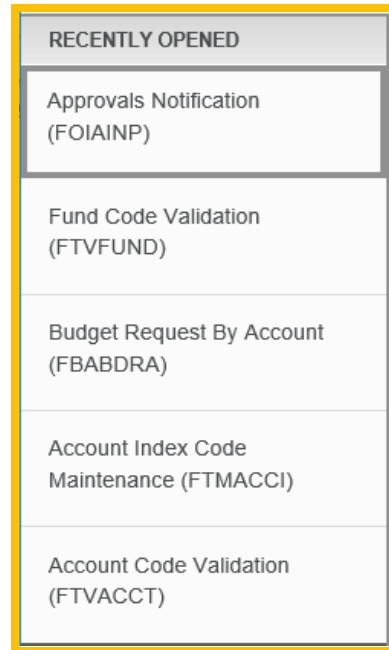 RECENTLY OPENED
Approvals Notification
(FOIAINP)
Fund Code Validation
(FTVFUND)
Budget Request By Account
(FBABDRA)
Account Index Code
Maintenance (FTMACCI)
Account Code Validation
(FTVACCT)